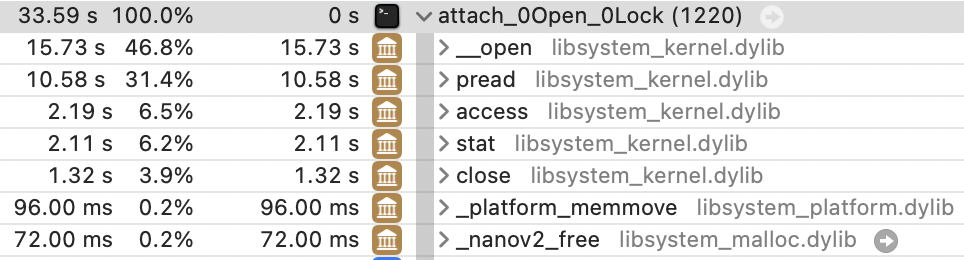 33.59 s 100.0% 0 s attach_0Open_0Lock (1220)
15.73 s 46.8% 15.73 s __open libsystem_kernel.dylib
10.58 s 31.4% 10.58 s pread libsystem_kernel.dylib
2.19 s 6.5% 2.19 s access libsystem_kernel.dylib
2.11 s 6.2% 2.11 s stat libsystem_kernel.dylib
1.32 s 3.9% 1.32 s close libsystem_kernel.dylib
96.00 ms 0.2% 96.00 ms _platform_memmove libsystem_platform.dylib
72.00 ms 0.2% 72.00 ms _nanov2_free libsystem_malloc.dylib